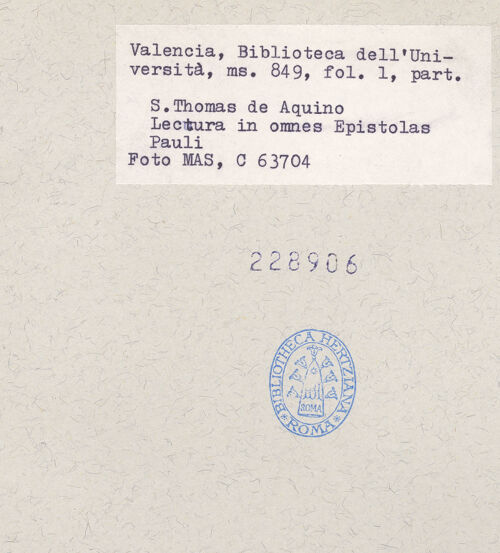 Valencia, Biblioteca dell'Uni-
versità, ms. 849, fol. 1, part.
S.Thomas de Aquino
Lectura in omnes Epistolas
Pauli
Foto MAS, C 63704
228906
BIBLIOTHECA HERTZIANA
ROMA
* ROMA *